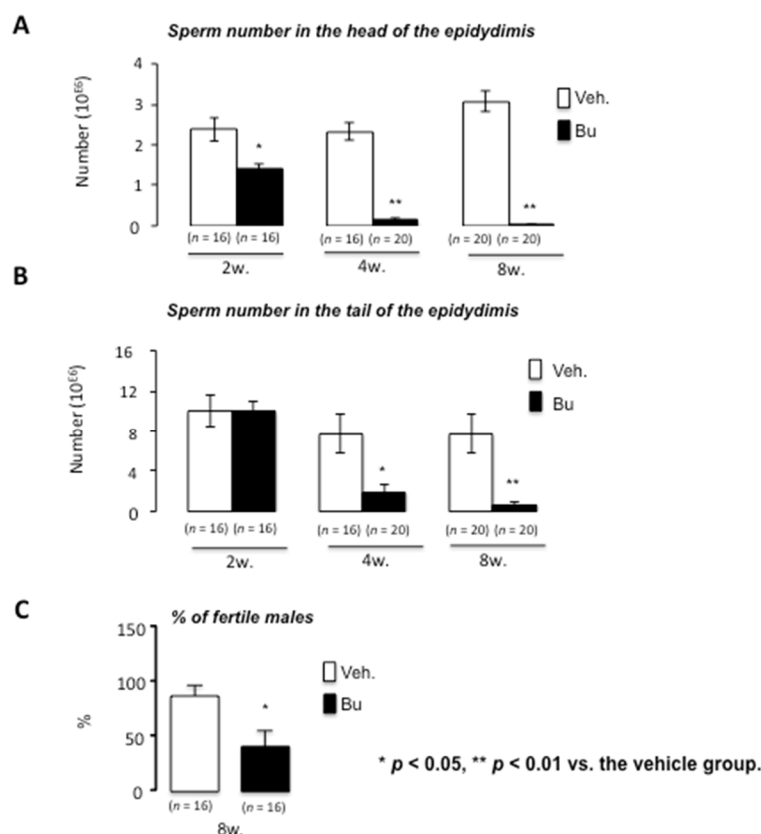 A
Sperm number in the head of the epidydimis
Number (10E6)
4
3
2
1
0
*
**
**
Veh.
Bu
(n = 16) (n = 16) (n = 16) (n = 20) (n = 20) (n = 20)
2w. 4w. 8w.
B
Sperm number in the tail of the epidydimis
Number (10E6)
16
12
8
4
0
*
**
Veh.
Bu
(n = 16) (n = 16) (n = 16) (n = 20) (n = 20) (n = 20)
2w. 4w. 8w.
C
% of fertile males
%
150
100
50
0
*
Veh.
Bu
(n = 16) (n = 16)
8w.
* p < 0.05, ** p < 0.01 vs. the vehicle group.